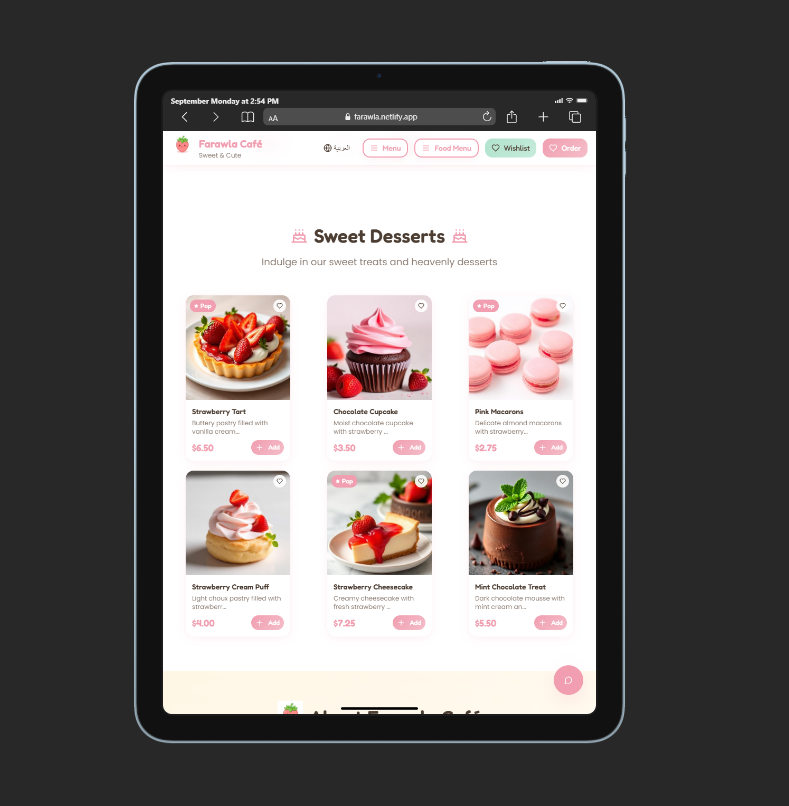 September Monday at 2:54 PM
AA
farawla.netlify.app
Farawla Café
Sweet & Cute
العربية
Menu
Food Menu
Wishlist
Order
Sweet Desserts
Indulge in our sweet treats and heavenly desserts
Pop
Pop
Strawberry Tart
Buttery pastry filled with
vanilla cream...
$6.50
Add
Chocolate Cupcake
Moist chocolate cupcake
with strawberry ...
$3.50
Add
Pink Macarons
Delicate almond macarons
with strawberry...
$2.75
Add
Pop
Strawberry Cream Puff
Light choux pastry filled with
strawberr...
$4.00
Add
Strawberry Cheesecake
Creamy cheesecake with
fresh strawberry ...
$7.25
Add
Mint Chocolate Treat
Dark chocolate mousse with
mint cream an...
$5.50
Add
About Farawla Café